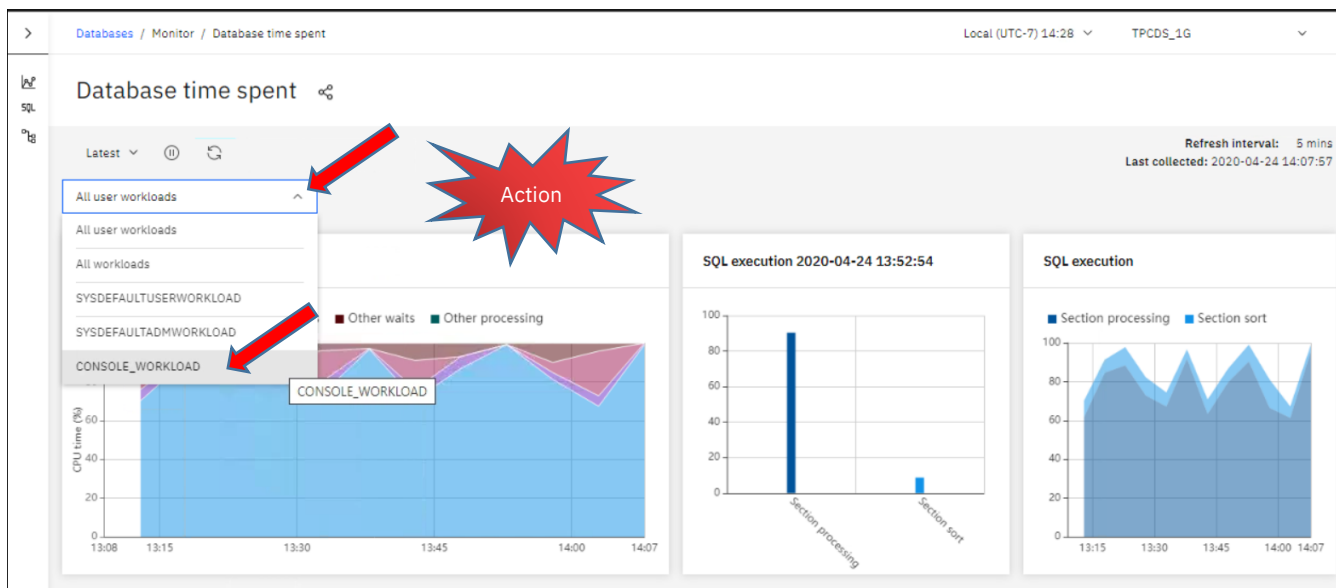 Databases / Monitor / Database time spent
Local (UTC-7) 14:28
TPCDS_1G
SQL
Database time spent
Latest
Refresh interval: 5 mins
Last collected: 2020-04-24 14:07:57
Action
All user workloads
All user workloads
All workloads
SYSDEFAULTUSERWORKLOAD
SYSDEFAULTADMWORKLOAD
CONSOLE_WORKLOAD
CONSOLE_WORKLOAD
Other waits Other processing
CPU time (%)
60
40
20
0
13:08 13:15 13:30 13:45 14:00 14:07
SQL execution 2020-04-24 13:52:54
100
80
60
40
20
0
Section processing
Section sort
SQL execution
Section processing Section sort
100
80
60
40
20
0
13:15 13:30 13:45 14:00 14:07